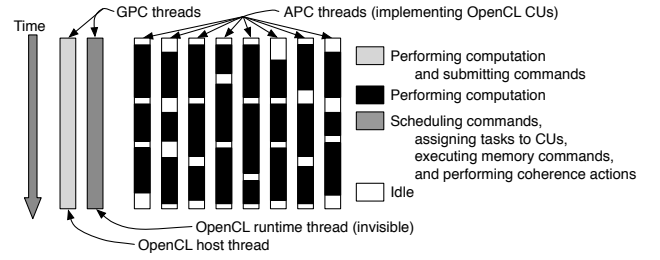 GPC threads
APC threads (implementing OpenCL CUs)
Time
Performing computation
and submitting commands
Performing computation
Scheduling commands,
assigning tasks to CUs,
executing memory commands,
and performing coherence actions
Idle
OpenCL runtime thread (invisible)
OpenCL host thread